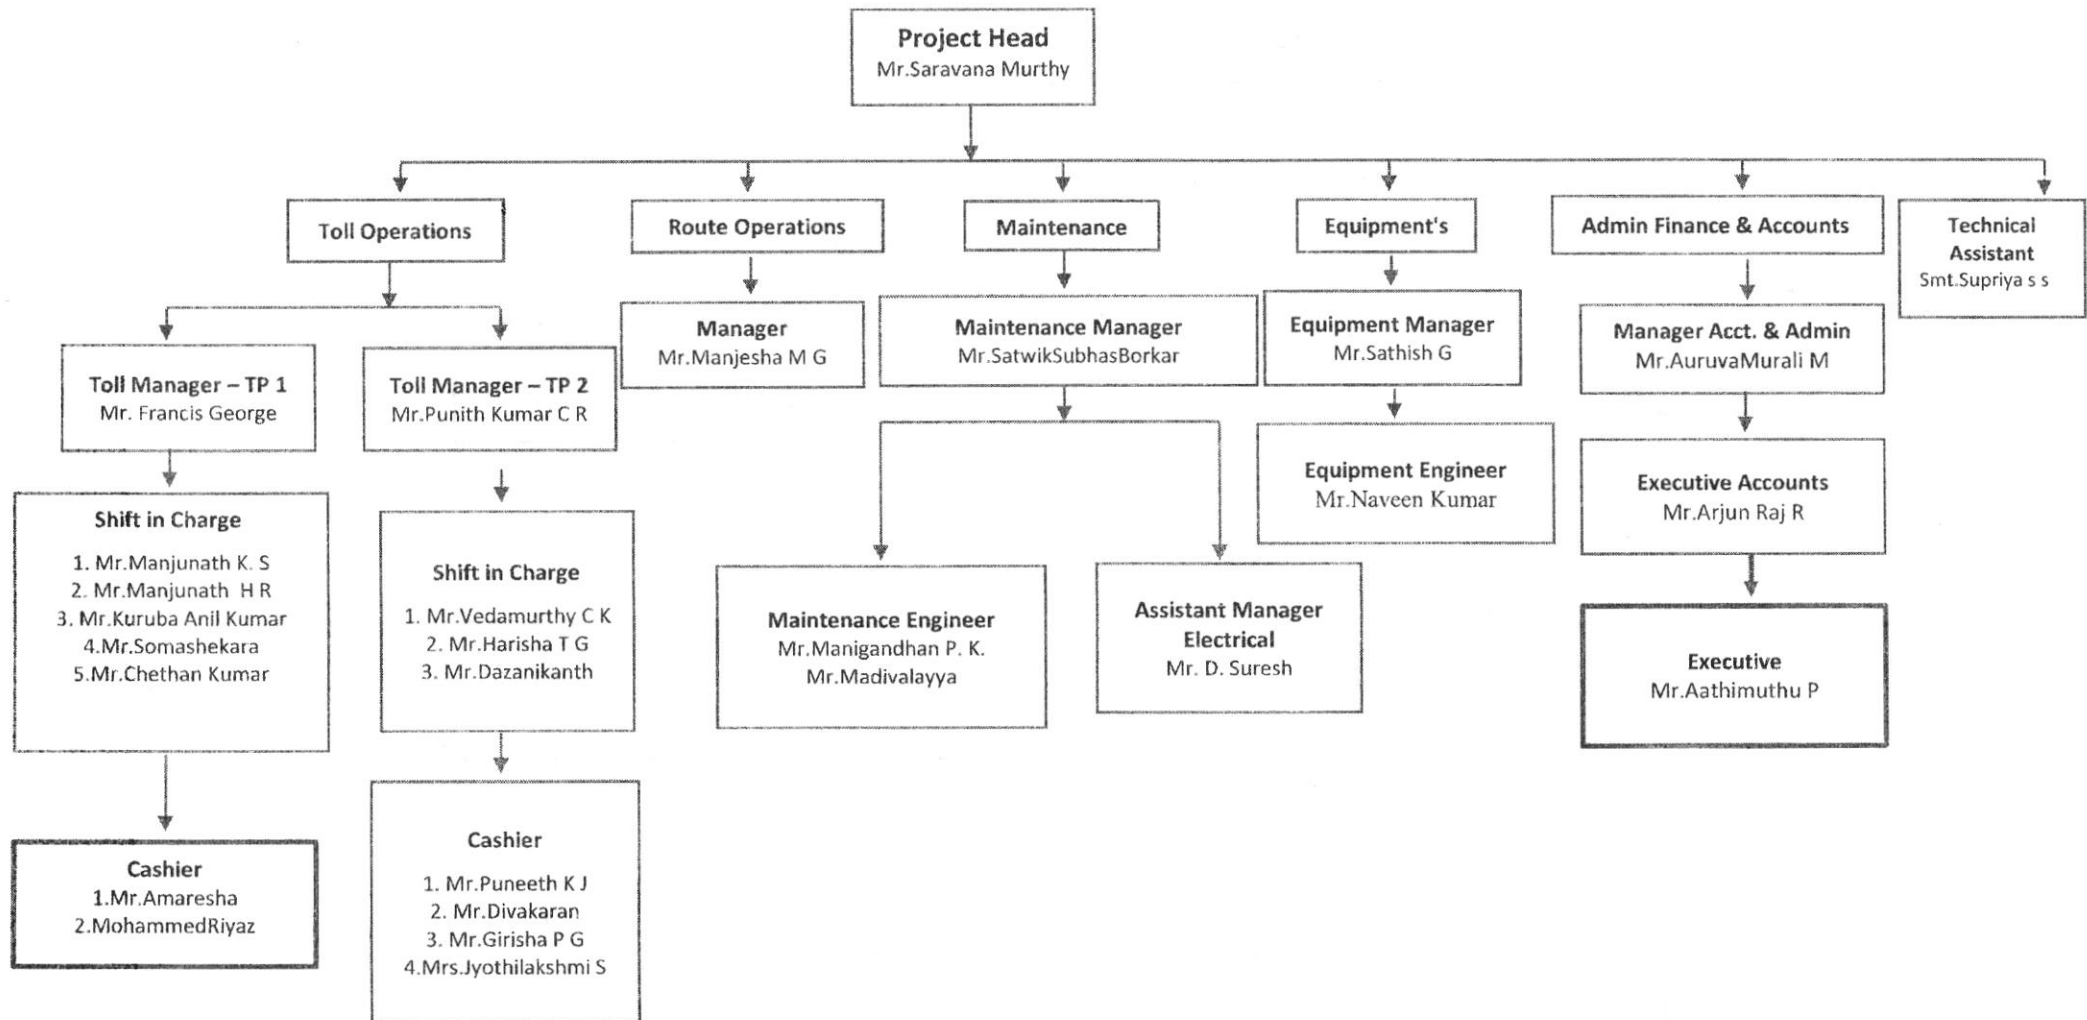 Project Head
Mr.Saravana Murthy
Toll Operations
Route Operations
Maintenance
Equipment's
Admin Finance & Accounts
Technical
Assistant
Smt.Supriya s s
Toll Manager – TP 1
Mr. Francis George
Toll Manager – TP 2
Mr.Punith Kumar C R
Manager
Mr.Manjesha M G
Maintenance Manager
Mr.SatwikSubhasBorkar
Equipment Manager
Mr.Sathish G
Manager Acct. & Admin
Mr.AuruvaMurali M
Shift in Charge
1. Mr.Manjunath K. S
2. Mr.Manjunath H R
3. Mr.Kuruba Anil Kumar
4.Mr.Somashekara
5.Mr.Chethan Kumar
Shift in Charge
1. Mr.Vedamurthy C K
2. Mr.Harisha T G
3. Mr.Dazanikanth
Maintenance Engineer
Mr.Manigandhan P. K.
Mr.Madivalayya
Assistant Manager
Electrical
Mr. D. Suresh
Equipment Engineer
Mr.Naveen Kumar
Executive Accounts
Mr.Arjun Raj R
Executive
Mr.Aathimuthu P
Cashier
1.Mr.Amaresha
2.MohammedRiyaz
Cashier
1. Mr.Puneeth K J
2. Mr.Divakaran
3. Mr.Girisha P G
4.Mrs.Jyothilakshmi S